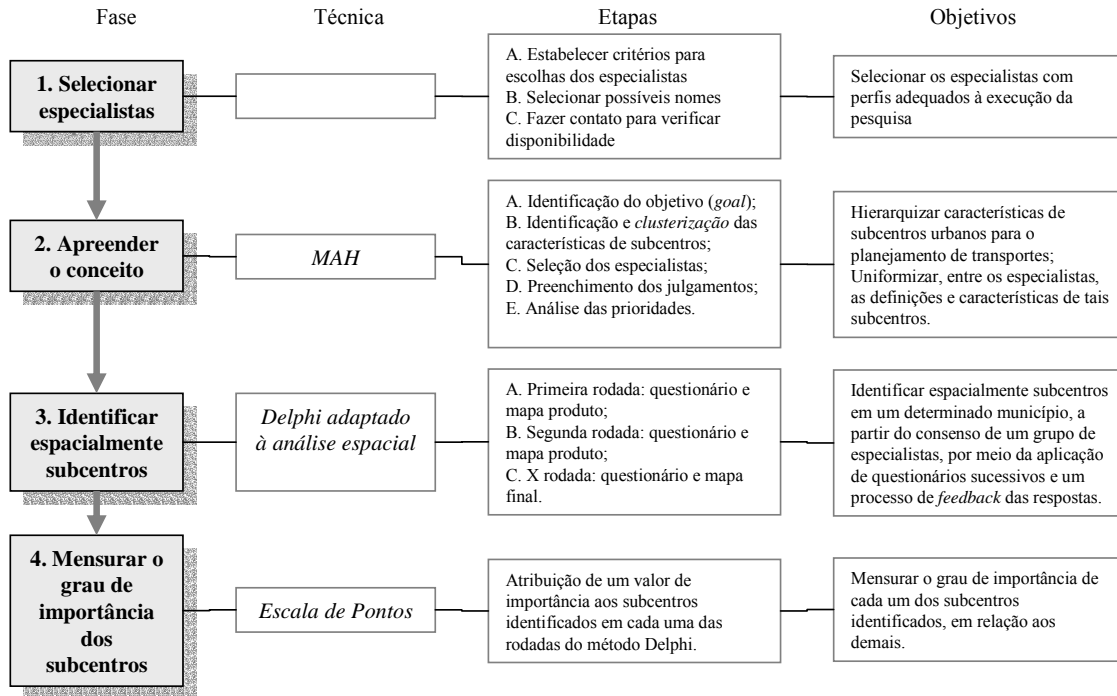 Fase
Técnica
Etapas
Objetivos
1. Selecionar
especialistas
A. Estabelecer critérios para
escolhas dos especialistas
B. Selecionar possíveis nomes
C. Fazer contato para verificar
disponibilidade
Selecionar os especialistas com
perfis adequados à execução da
pesquisa
2. Apreender
o conceito
MAH
A. Identificação do objetivo (goal);
B. Identificação e clusterização das
características de subcentros;
C. Seleção dos especialistas;
D. Preenchimento dos julgamentos;
E. Análise das prioridades.
Hierarquizar características de
subcentros urbanos para o
planejamento de transportes;
Uniformizar, entre os especialistas,
as definições e características de tais
subcentros.
3. Identificar
espacialmente
subcentros
Delphi adaptado
à análise espacial
A. Primeira rodada: questionário e
mapa produto;
B. Segunda rodada: questionário e
mapa produto;
C. X rodada: questionário e mapa
final.
Identificar espacialmente subcentros
em um determinado município, a
partir do consenso de um grupo de
especialistas, por meio da aplicação
de questionários sucessivos e um
processo de feedback das respostas.
4. Mensurar o
grau de
importância
dos
subcentros
Escala de Pontos
Atribuição de um valor de
importância aos subcentros
identificados em cada uma das
rodadas do método Delphi.
Mensurar o grau de importância de
cada um dos subcentros
identificados, em relação aos
demais.